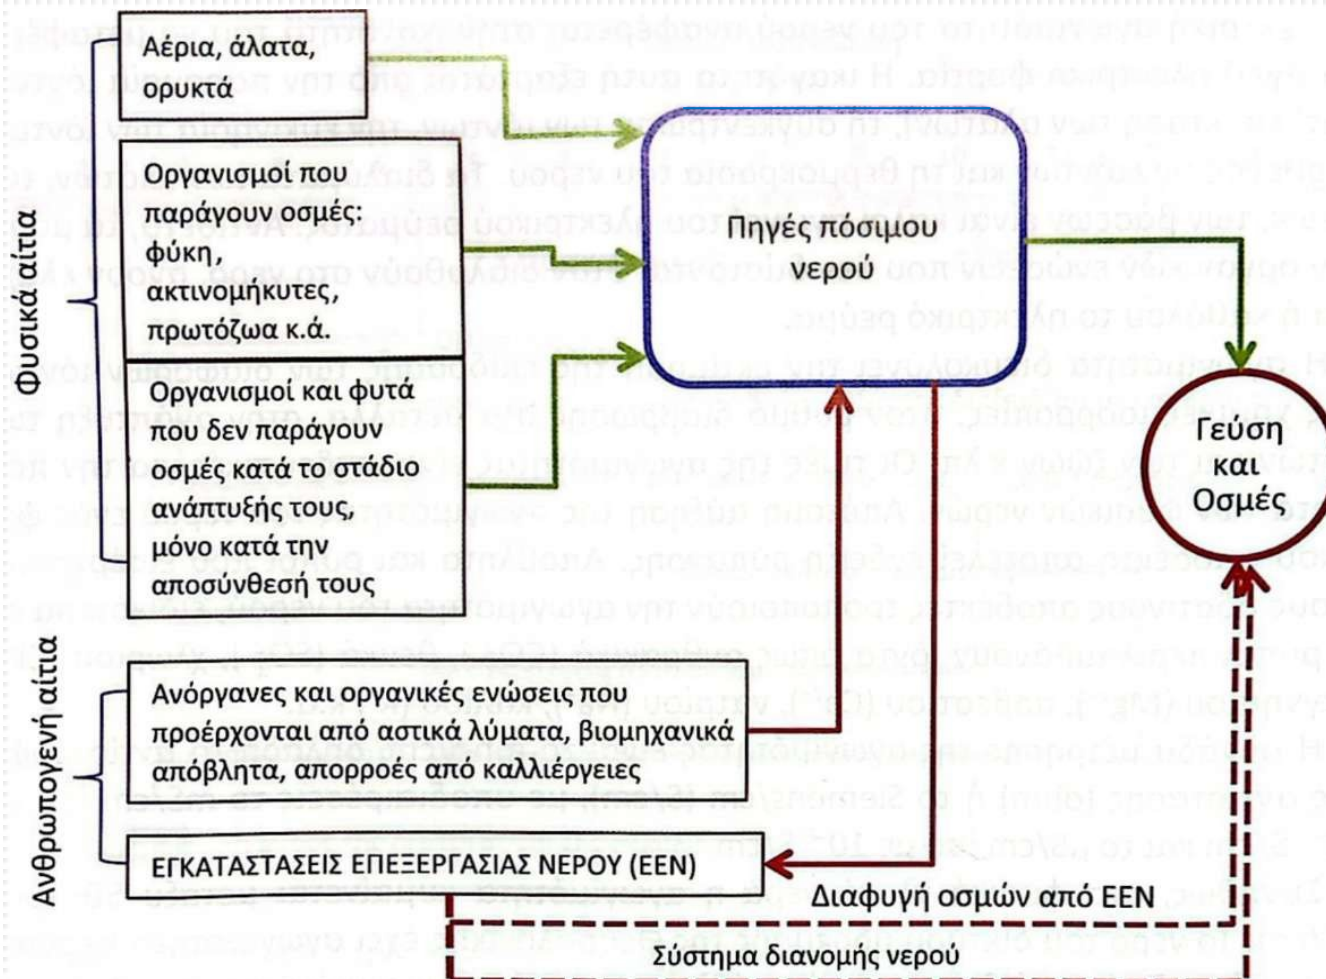 Αέρια, άλατα,
ορυκτά
Οργανισμοί που
παράγουν οσμές:
φύκη,
ακτινομήκυτες,
πρωτόζωα κ.ά.
Οργανισμοί και φυτά
που δεν παράγουν
οσμές κατά το στάδιο
ανάπτυξής τους,
μόνο κατά την
αποσύνθεσή τους
Φυσικά αίτια
Πηγές πόσιμου
νερού
Γεύση
και
Οσμές
Ανθρωπογενή αίτια
Ανόργανες και οργανικές ενώσεις που
προέρχονται από αστικά λύματα, βιομηχανικά
απόβλητα, απορροές από καλλιέργειες
ΕΓΚΑΤΑΣΤΑΣΕΙΣ ΕΠΕΞΕΡΓΑΣΙΑΣ ΝΕΡΟΥ (ΕΕΝ)
Διαφυγή οσμών από ΕΕΝ
Σύστημα διανομής νερού